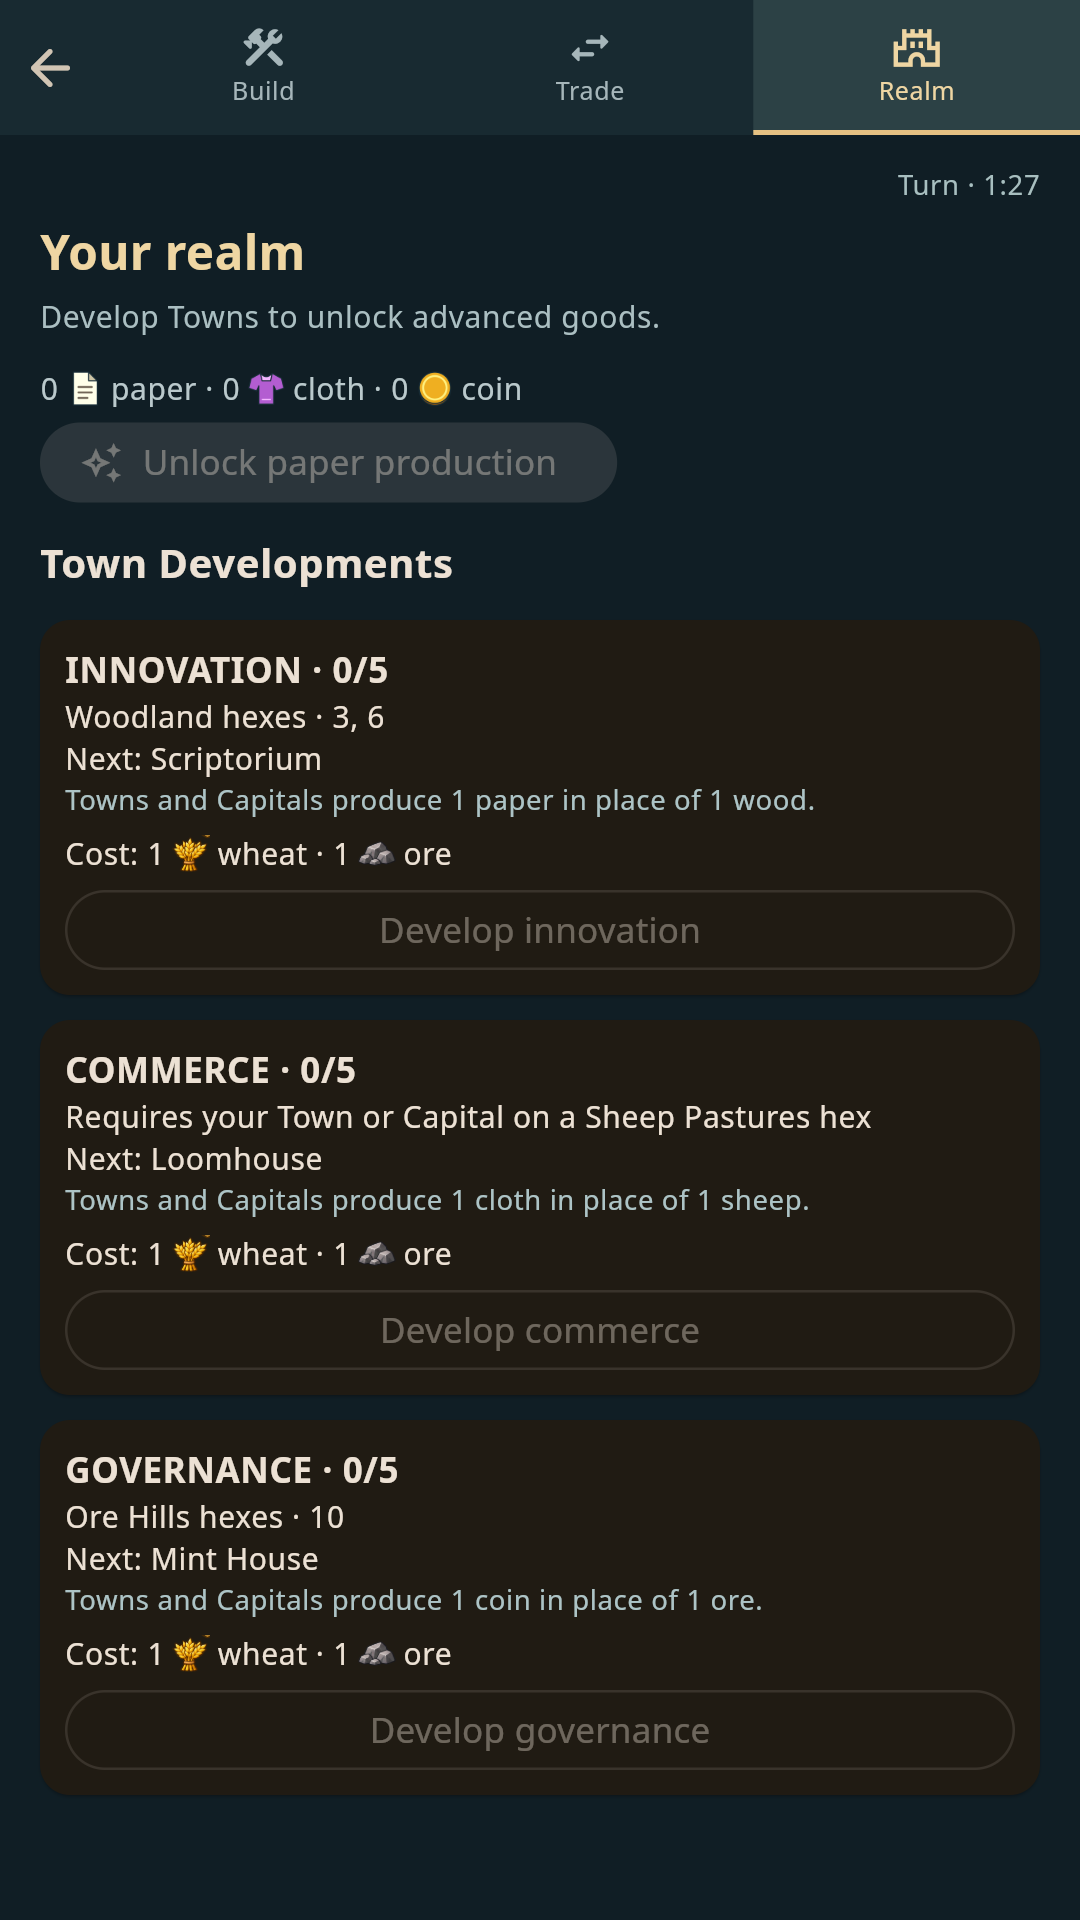 Build
Trade
Realm
Turn · 1:27
Your realm
Develop Towns to unlock advanced goods.
0 paper · 0 cloth · 0 coin
Unlock paper production
Town Developments
INNOVATION · 0/5
Woodland hexes · 3, 6
Next: Scriptorium
Towns and Capitals produce 1 paper in place of 1 wood.
Cost: 1 wheat · 1 ore
Develop innovation
COMMERCE · 0/5
Requires your Town or Capital on a Sheep Pastures hex
Next: Loomhouse
Towns and Capitals produce 1 cloth in place of 1 sheep.
Cost: 1 wheat · 1 ore
Develop commerce
GOVERNANCE · 0/5
Ore Hills hexes · 10
Next: Mint House
Towns and Capitals produce 1 coin in place of 1 ore.
Cost: 1 wheat · 1 ore
Develop governance